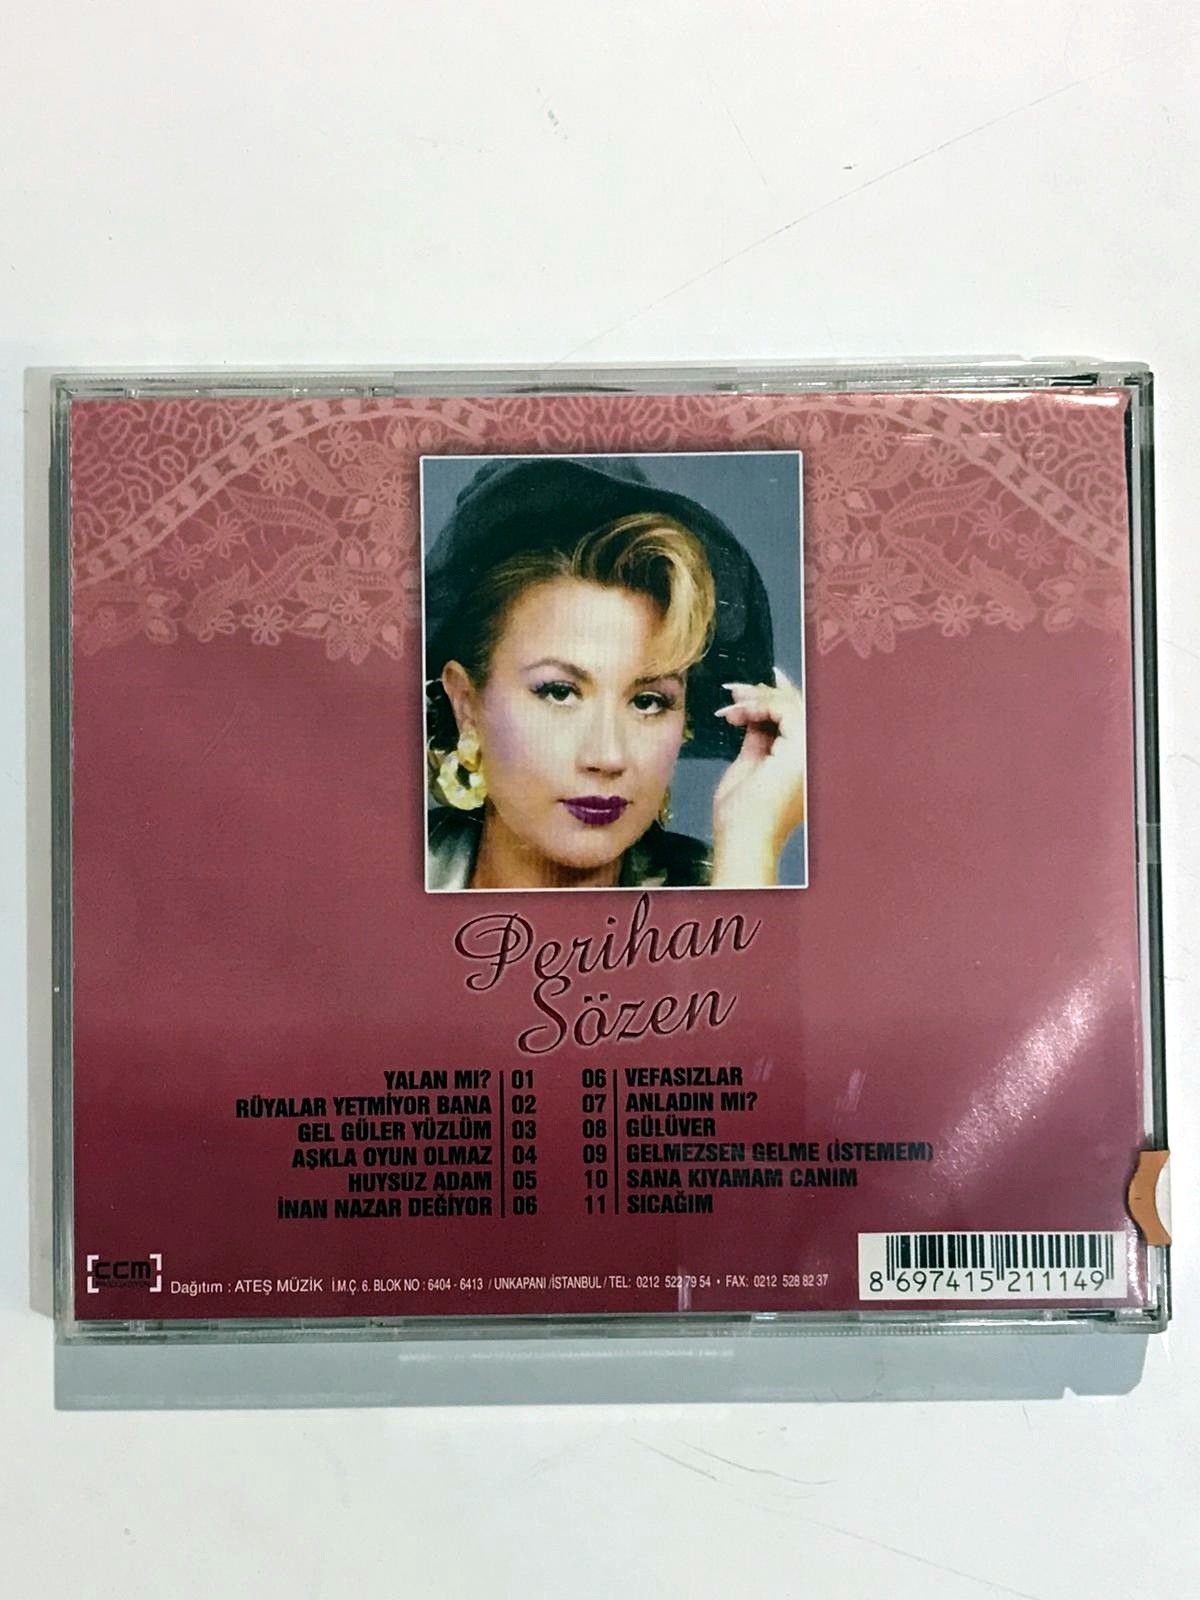 Perihan
Sözen
YALAN MI? 01
RÜYALAR YETMİYOR BANA 02
GEL GÜLER YÜZLÜM 03
AŞKLA OYUN OLMAZ 04
HUYSUZ ADAM 05
İNAN NAZAR DEĞİYOR 06
06 VEFASIZLAR
07 ANLADIN MI?
08 GÜLÜVER
09 GELMEZSEN GELME (İSTEMEM)
10 SANA KIYAMAM CANIM
11 SICAĞIM
ccm
Dağıtım : ATEŞ MÜZİK İ.M.Ç. 6. BLOK NO : 6404 - 6413 / UNKAPANI /İSTANBUL / TEL: 0212 522 79 54 • FAX: 0212 528 82 37
8 697415 211149